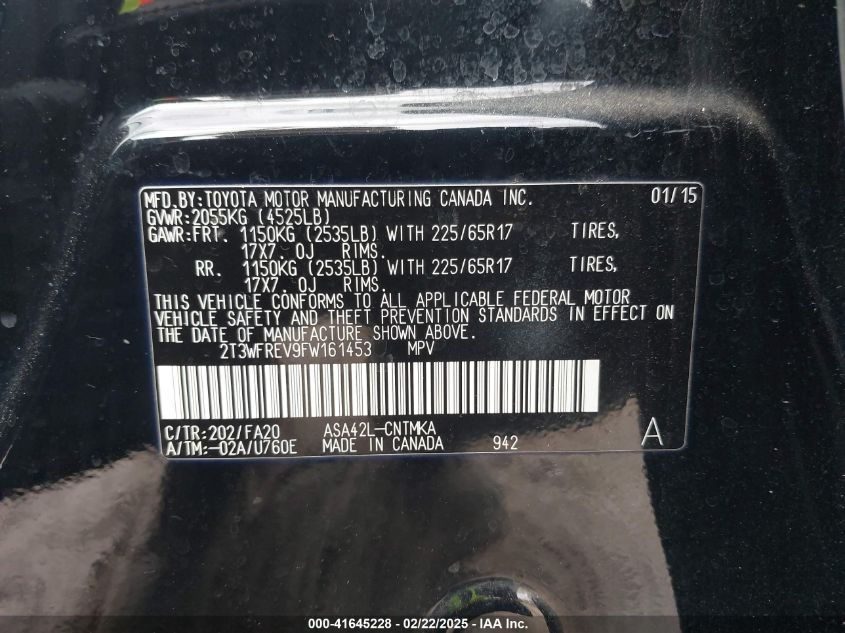 MFD.BY:TOYOTA MOTOR MANUFACTURING CANADA INC. 01/15
GVWR:2055KG (4525LB)
GAWR:FRT. 1150KG (2535LB) WITH 225/65R17 TIRES,
17X7. 0J RIMS.
RR. 1150KG (2535LB) WITH 225/65R17 TIRES,
17X7. 0J RIMS.
THIS VEHICLE CONFORMS TO ALL APPLICABLE FEDERAL MOTOR
VEHICLE SAFETY AND THEFT PREVENTION STANDARDS IN EFFECT ON
THE DATE OF MANUFACTURE SHOWN ABOVE.
2T3WFREV9FW161453 MPV
C/TR:202/FA20 ASA42L-CNTMKA
A/TM:-02A/U760E MADE IN CANADA 942 A
000-41645228 - 02/22/2025 - IAA Inc.